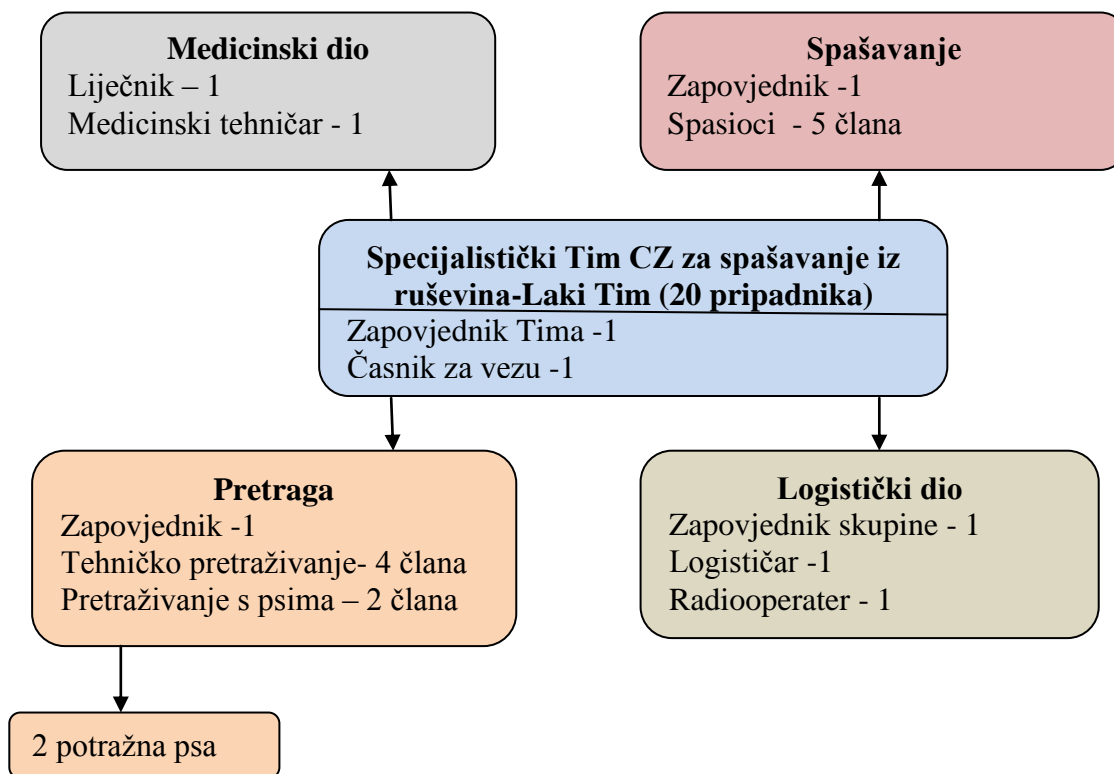 Medicinski dio
Liječnik – 1
Medicinski tehničar - 1
Spašavanje
Zapovjednik -1
Spasioci  - 5 člana
Specijalistički Tim CZ za spašavanje iz
ruševina-Laki Tim (20 pripadnika)
Zapovjednik Tima -1
Časnik za vezu -1
Pretraga
Zapovjednik -1
Tehničko pretraživanje- 4 člana
Pretraživanje s psima – 2 člana
Logistički dio
Zapovjednik skupine - 1
Logističar -1
Radiooperater - 1
2 potražna psa